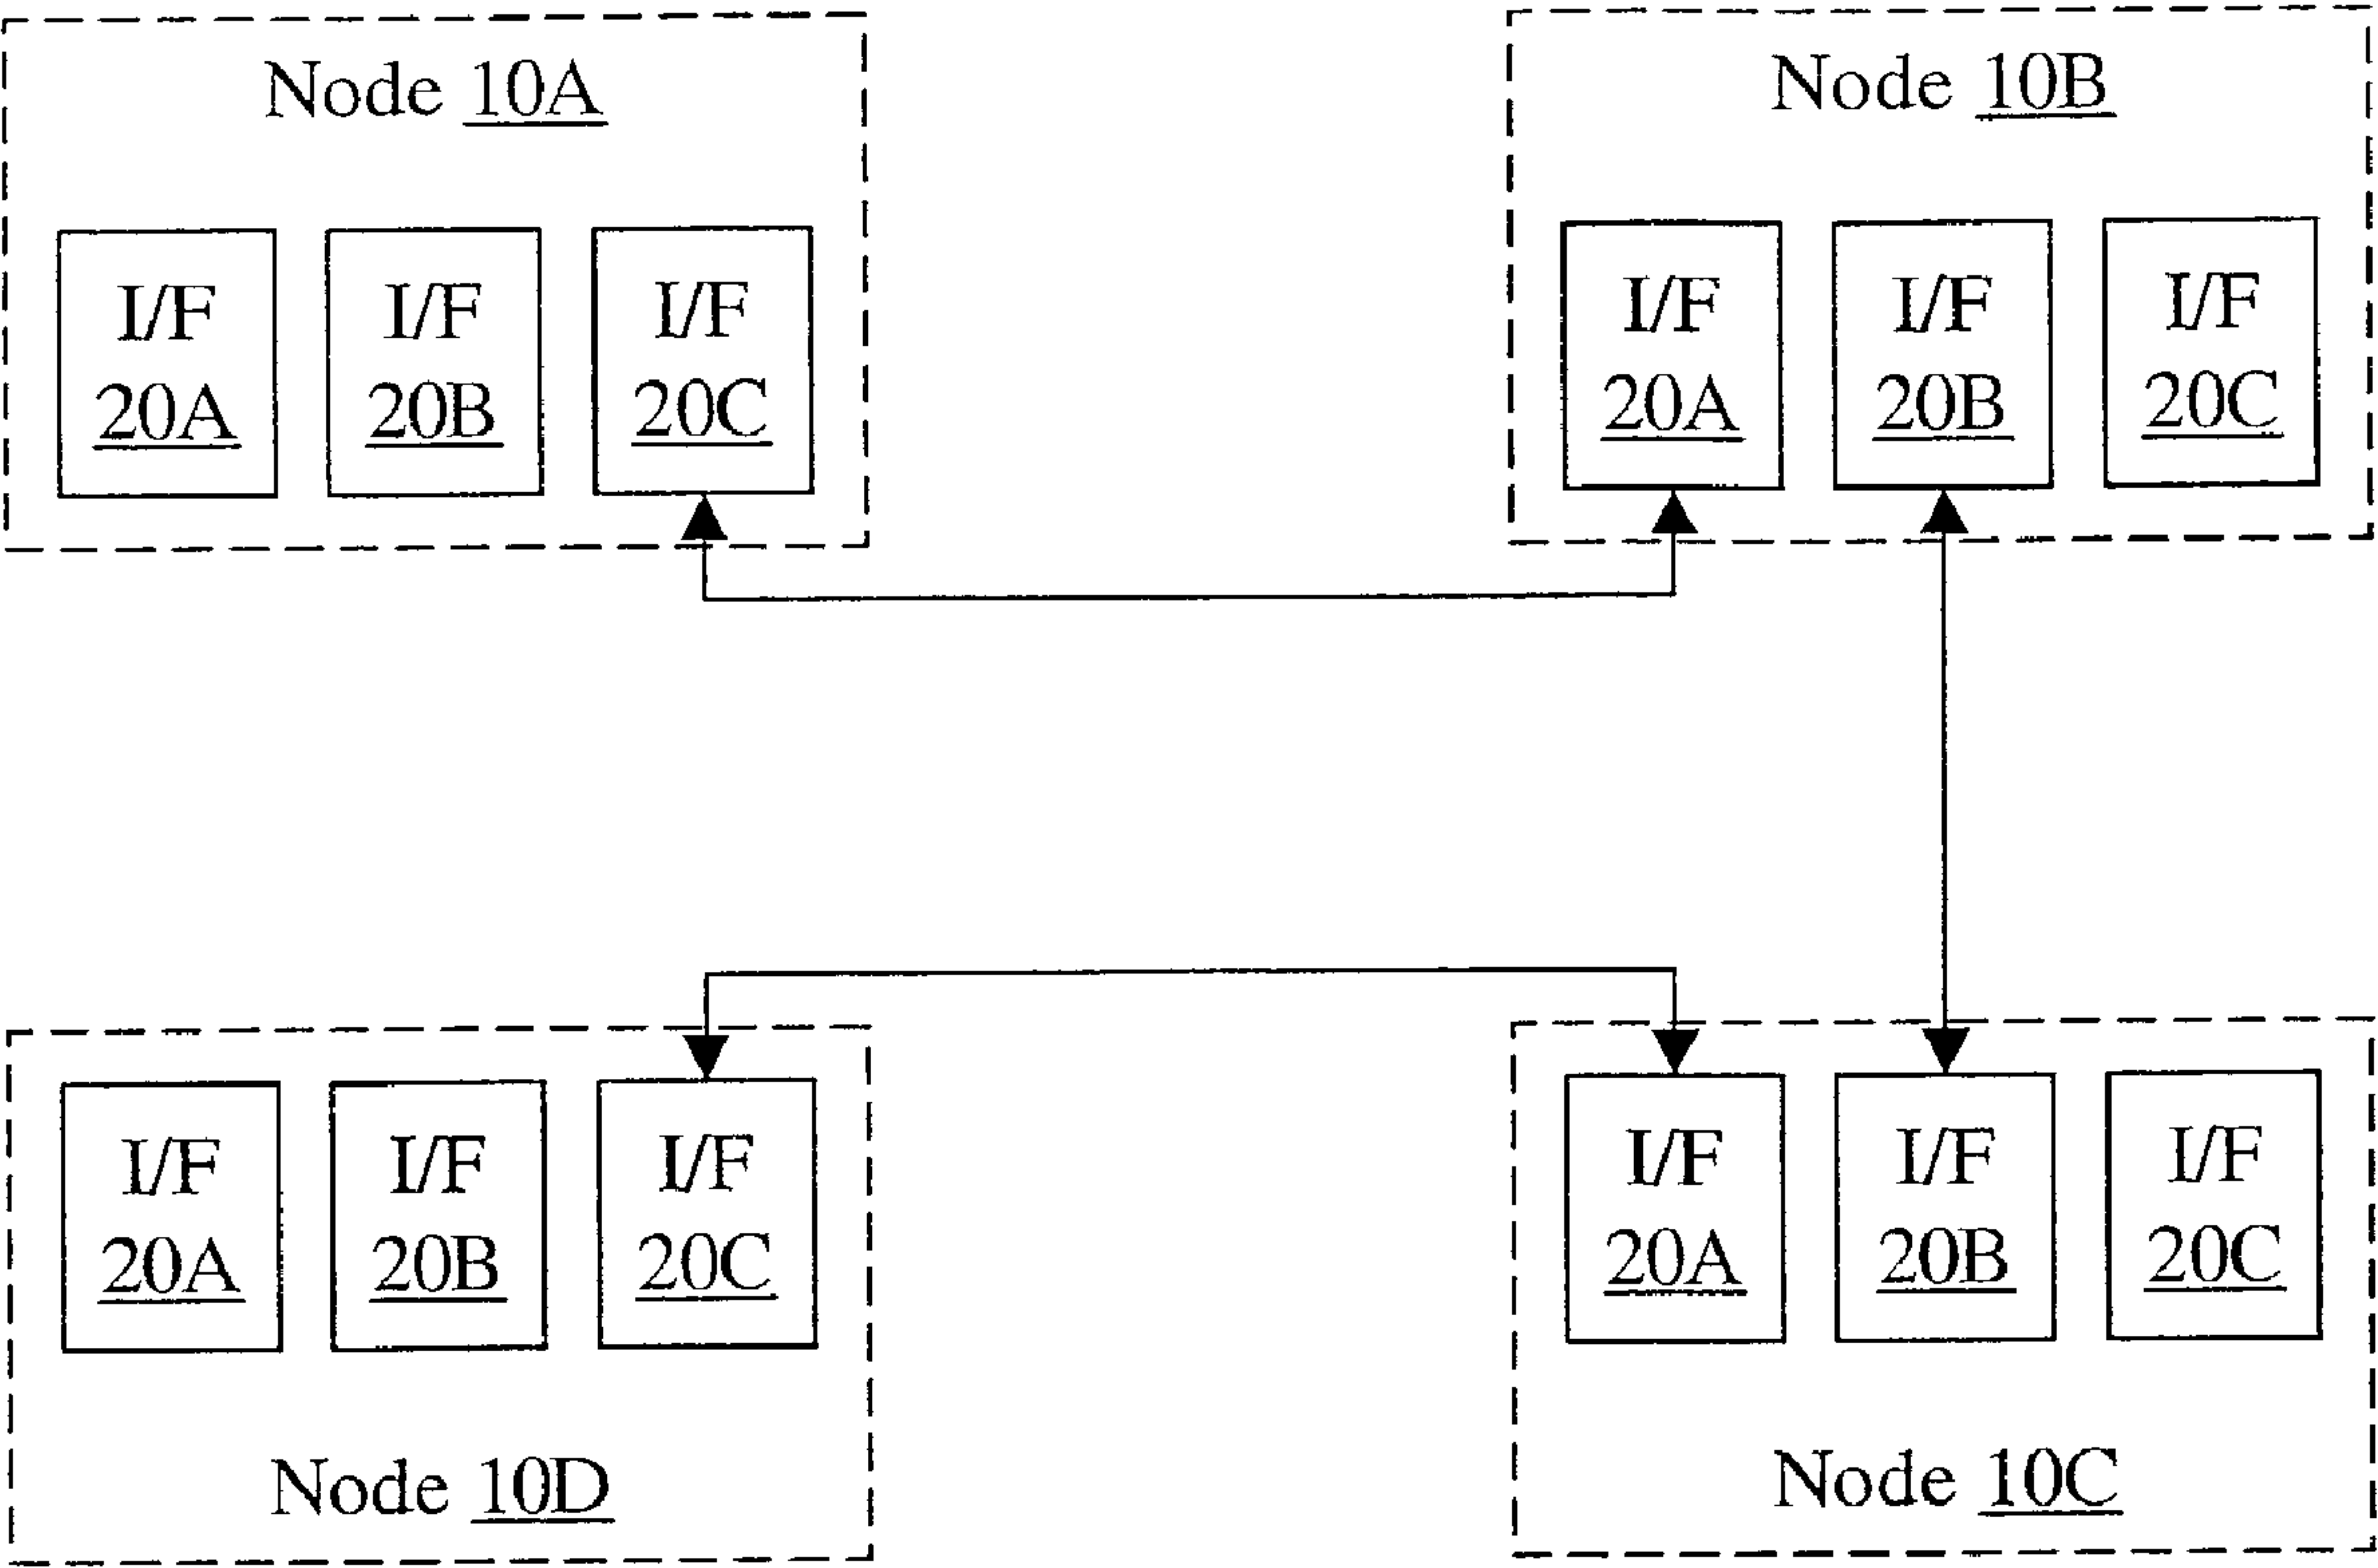 Node 10A
Node 10B
I/F
20A
I/F
20B
I/F
20C
I/F
20A
I/F
20B
I/F
20C
I/F
20A
I/F
20B
I/F
20C
I/F
20A
I/F
20B
I/F
20C
Node 10D
Node 10C